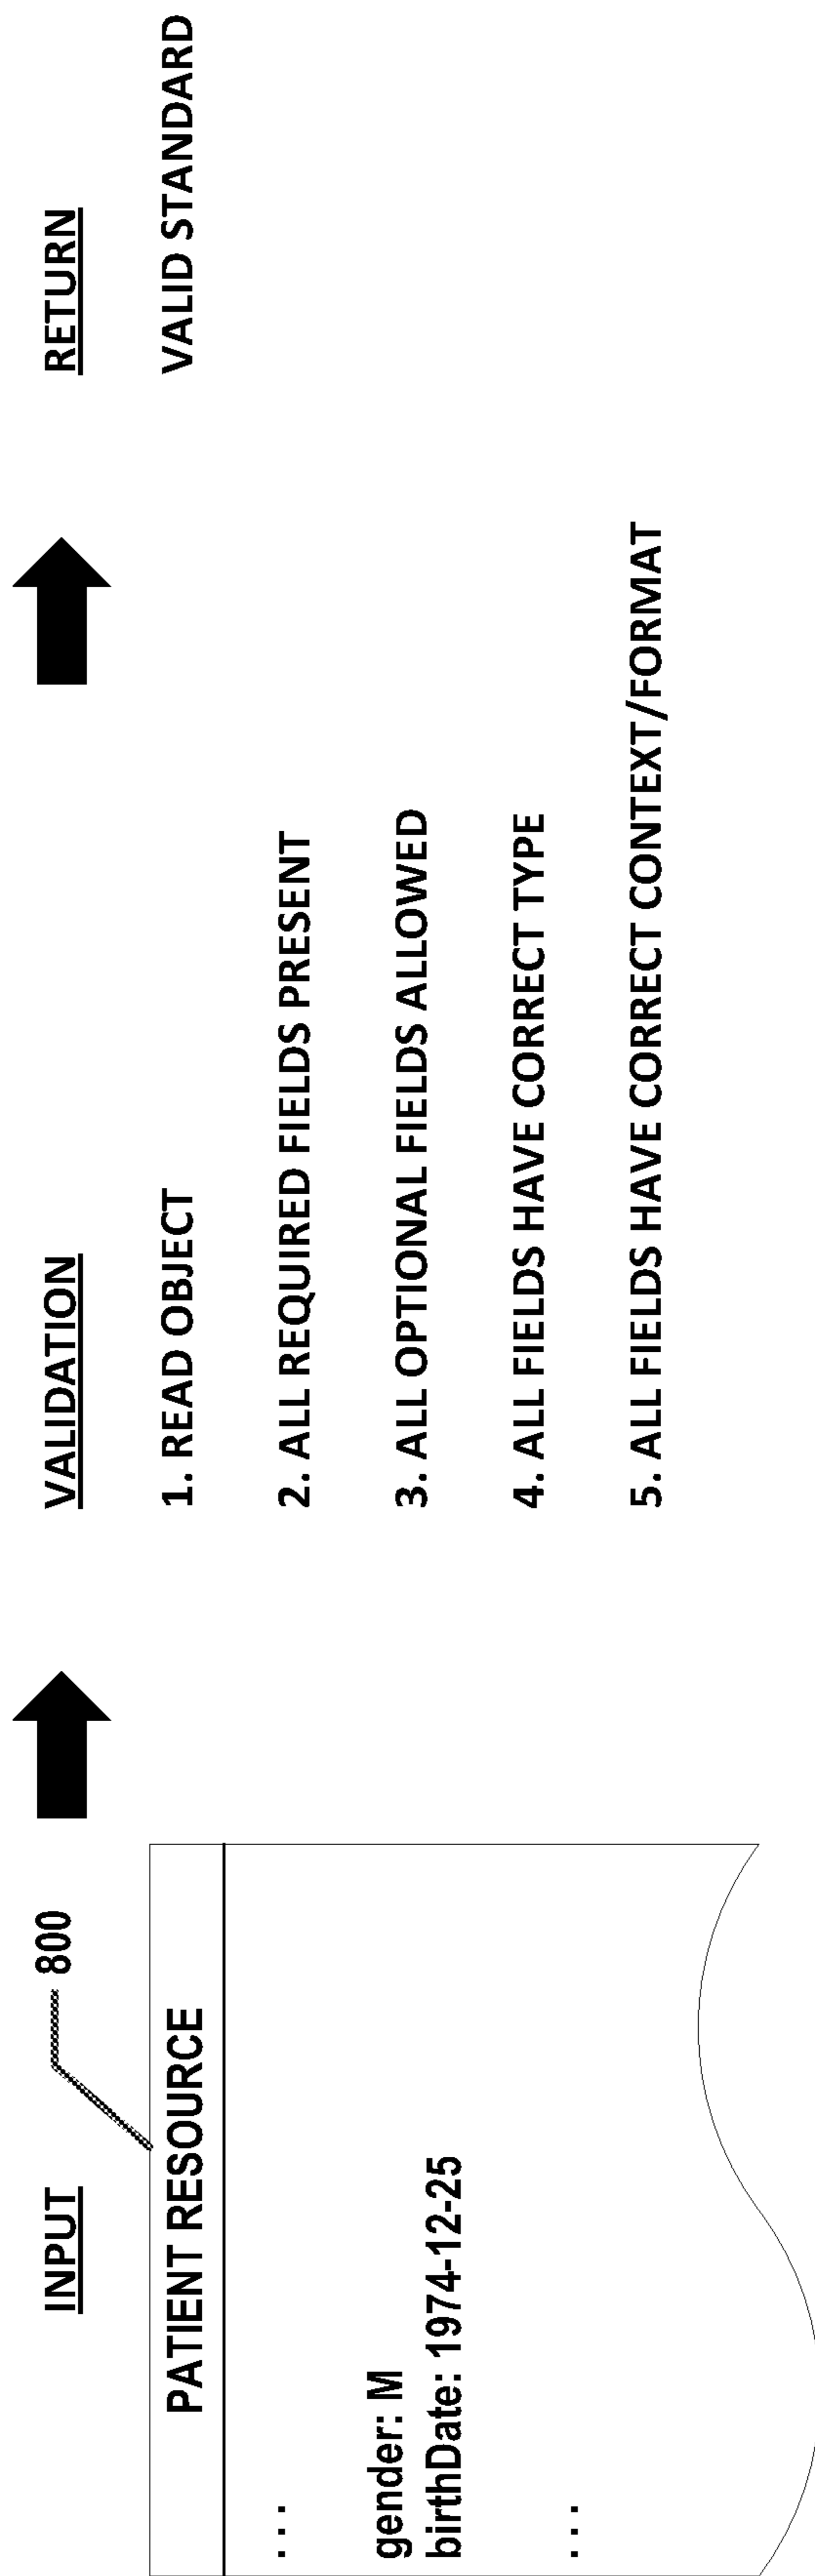 INPUT
800
PATIENT RESOURCE
...
gender: M
birthDate: 1974-12-25
...
VALIDATION
1. READ OBJECT
2. ALL REQUIRED FIELDS PRESENT
3. ALL OPTIONAL FIELDS ALLOWED
4. ALL FIELDS HAVE CORRECT TYPE
5. ALL FIELDS HAVE CORRECT CONTEXT/FORMAT
RETURN
VALID STANDARD